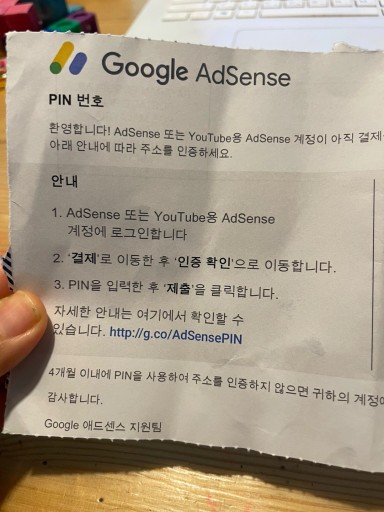 Google AdSense
PIN 번호
환영합니다! AdSense 또는 YouTube용 AdSense 계정이 아직 결제
아래 안내에 따라 주소를 인증하세요.
안내
1. AdSense 또는 YouTube용 AdSense
계정에 로그인합니다
2. '결제'로 이동한 후 '인증 확인'으로 이동합니다.
3. PIN을 입력한 후 '제출'을 클릭합니다.
자세한 안내는 여기에서 확인할 수
있습니다. http://g.co/AdSensePIN
4개월 이내에 PIN을 사용하여 주소를 인증하지 않으면 귀하의 계정에
감사합니다.
Google 애드센스 지원팀